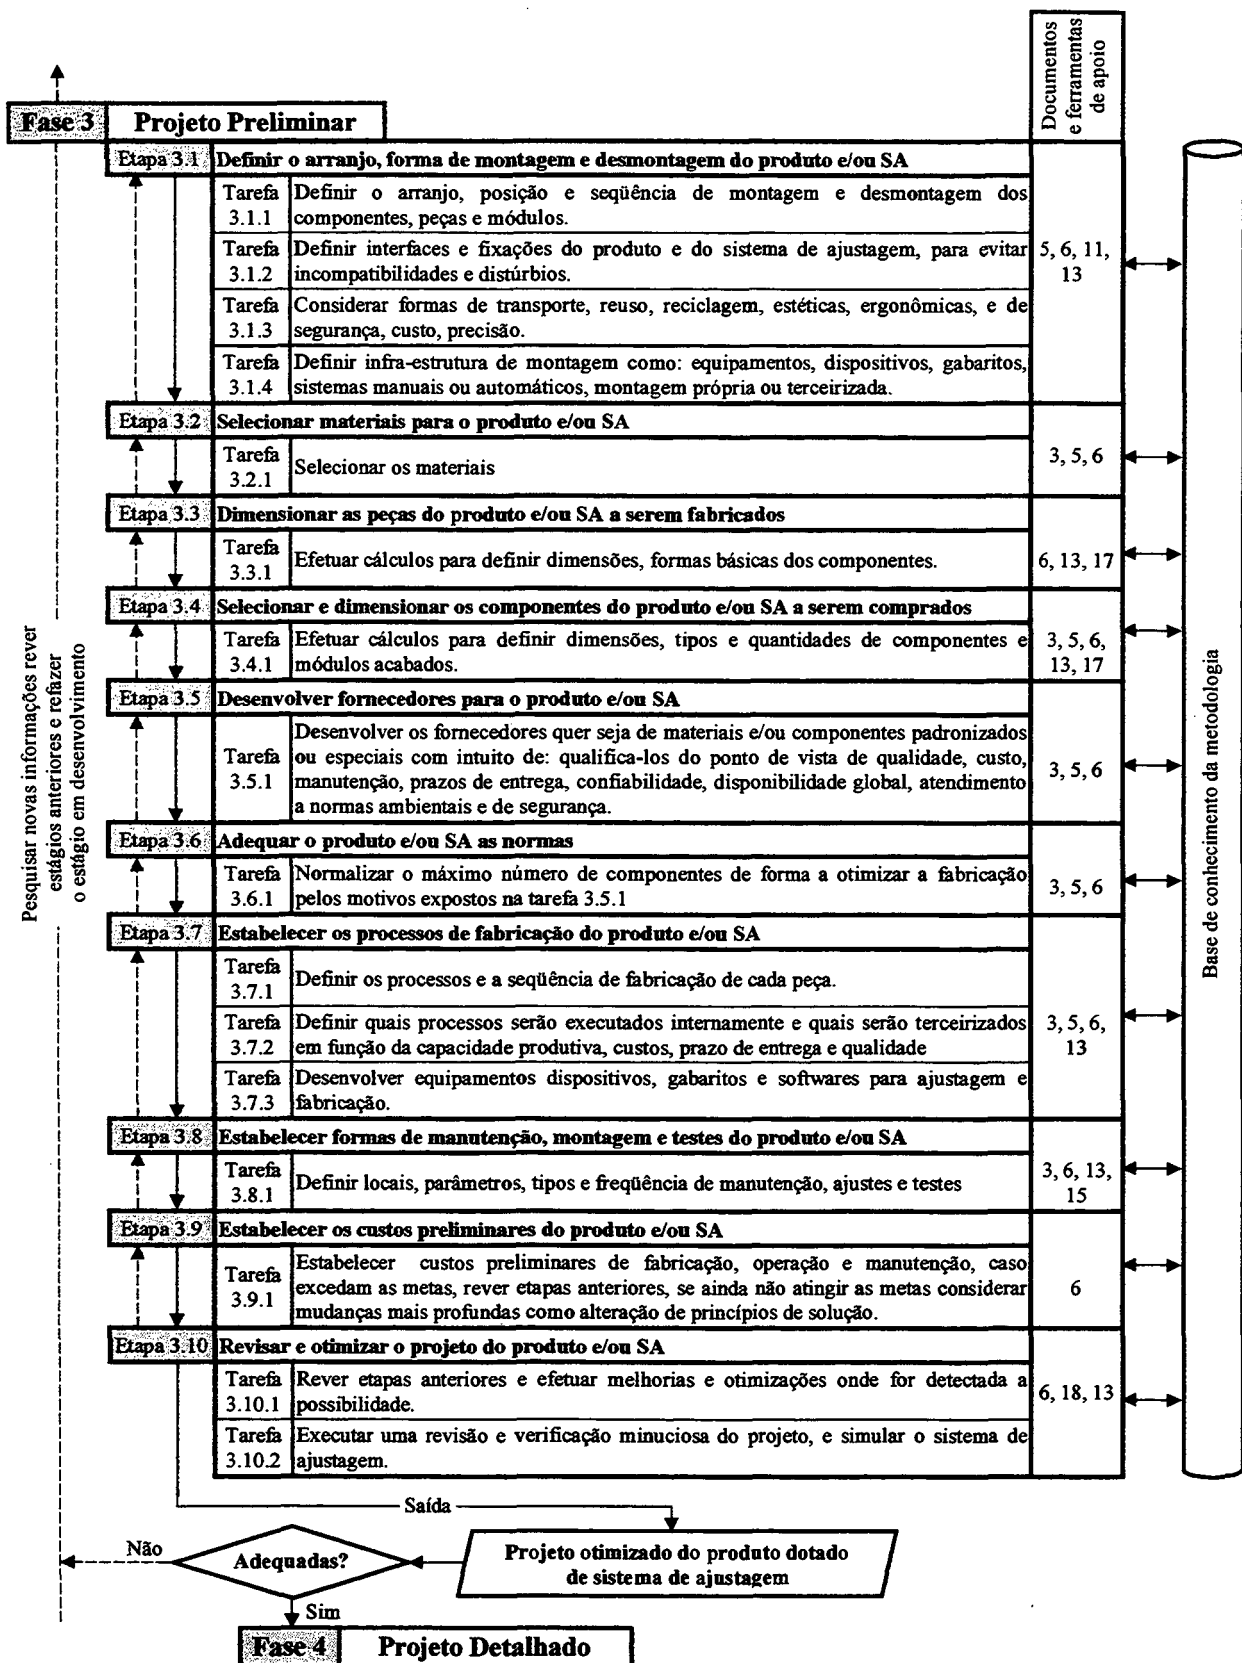 Documentos
e ferramentas
de apoio
Fase 3 Projeto Preliminar
Etapa 3.1 Definir o arranjo, forma de montagem e desmontagem do produto e/ou SA
Tarefa
3.1.1
Definir o arranjo, posição e seqüência de montagem e desmontagem dos
componentes, peças e módulos.
Tarefa
3.1.2
Definir interfaces e fixações do produto e do sistema de ajustagem, para evitar
incompatibilidades e distúrbios.
5, 6, 11,
13
Tarefa
3.1.3
Considerar formas de transporte, reuso, reciclagem, estéticas, ergonômicas, e de
segurança, custo, precisão.
Tarefa
3.1.4
Definir infra-estrutura de montagem como: equipamentos, dispositivos, gabaritos,
sistemas manuais ou automáticos, montagem própria ou terceirizada.
Etapa 3.2 Selecionar materiais para o produto e/ou SA
Tarefa
3.2.1
Selecionar os materiais
3, 5, 6
Etapa 3.3 Dimensionar as peças do produto e/ou SA a serem fabricados
Tarefa
3.3.1
Efetuar cálculos para definir dimensões, formas básicas dos componentes.
6, 13, 17
Etapa 3.4 Selecionar e dimensionar os componentes do produto e/ou SA a serem comprados
Tarefa
3.4.1
Efetuar cálculos para definir dimensões, tipos e quantidades de componentes e
módulos acabados.
3, 5, 6,
13, 17
Etapa 3.5 Desenvolver fornecedores para o produto e/ou SA
Tarefa
3.5.1
Desenvolver os fornecedores quer seja de materiais e/ou componentes padronizados
ou especiais com intuito de: qualifica-los do ponto de vista de qualidade, custo,
manutenção, prazos de entrega, confiabilidade, disponibilidade global, atendimento
a normas ambientais e de segurança.
3, 5, 6
Etapa 3.6 Adequar o produto e/ou SA as normas
Tarefa
3.6.1
Normalizar o máximo número de componentes de forma a otimizar a fabricação
pelos motivos expostos na tarefa 3.5.1
3, 5, 6
Etapa 3.7 Estabelecer os processos de fabricação do produto e/ou SA
Tarefa
3.7.1
Definir os processos e a seqüência de fabricação de cada peça.
Tarefa
3.7.2
Definir quais processos serão executados internamente e quais serão terceirizados
em função da capacidade produtiva, custos, prazo de entrega e qualidade
3, 5, 6,
13
Tarefa
3.7.3
Desenvolver equipamentos dispositivos, gabaritos e softwares para ajustagem e
fabricação.
Etapa 3.8 Estabelecer formas de manutenção, montagem e testes do produto e/ou SA
Tarefa
3.8.1
Definir locais, parâmetros, tipos e freqüência de manutenção, ajustes e testes
3, 6, 13,
15
Etapa 3.9 Estabelecer os custos preliminares do produto e/ou SA
Tarefa
3.9.1
Estabelecer custos preliminares de fabricação, operação e manutenção, caso
excedam as metas, rever etapas anteriores, se ainda não atingir as metas considerar
mudanças mais profundas como alteração de princípios de solução.
6
Etapa 3.10 Revisar e otimizar o projeto do produto e/ou SA
Tarefa
3.10.1
Rever etapas anteriores e efetuar melhorias e otimizações onde for detectada a
possibilidade.
6, 18, 13
Tarefa
3.10.2
Executar uma revisão e verificação minuciosa do projeto, e simular o sistema de
ajustagem.
Pesquisar novas informações rever
estágios anteriores e refazer
o estágio em desenvolvimento
Base de conhecimento da metodologia
Saída
Não
Adequadas?
Projeto otimizado do produto dotado
de sistema de ajustagem
Sim
Fase 4 Projeto Detalhado